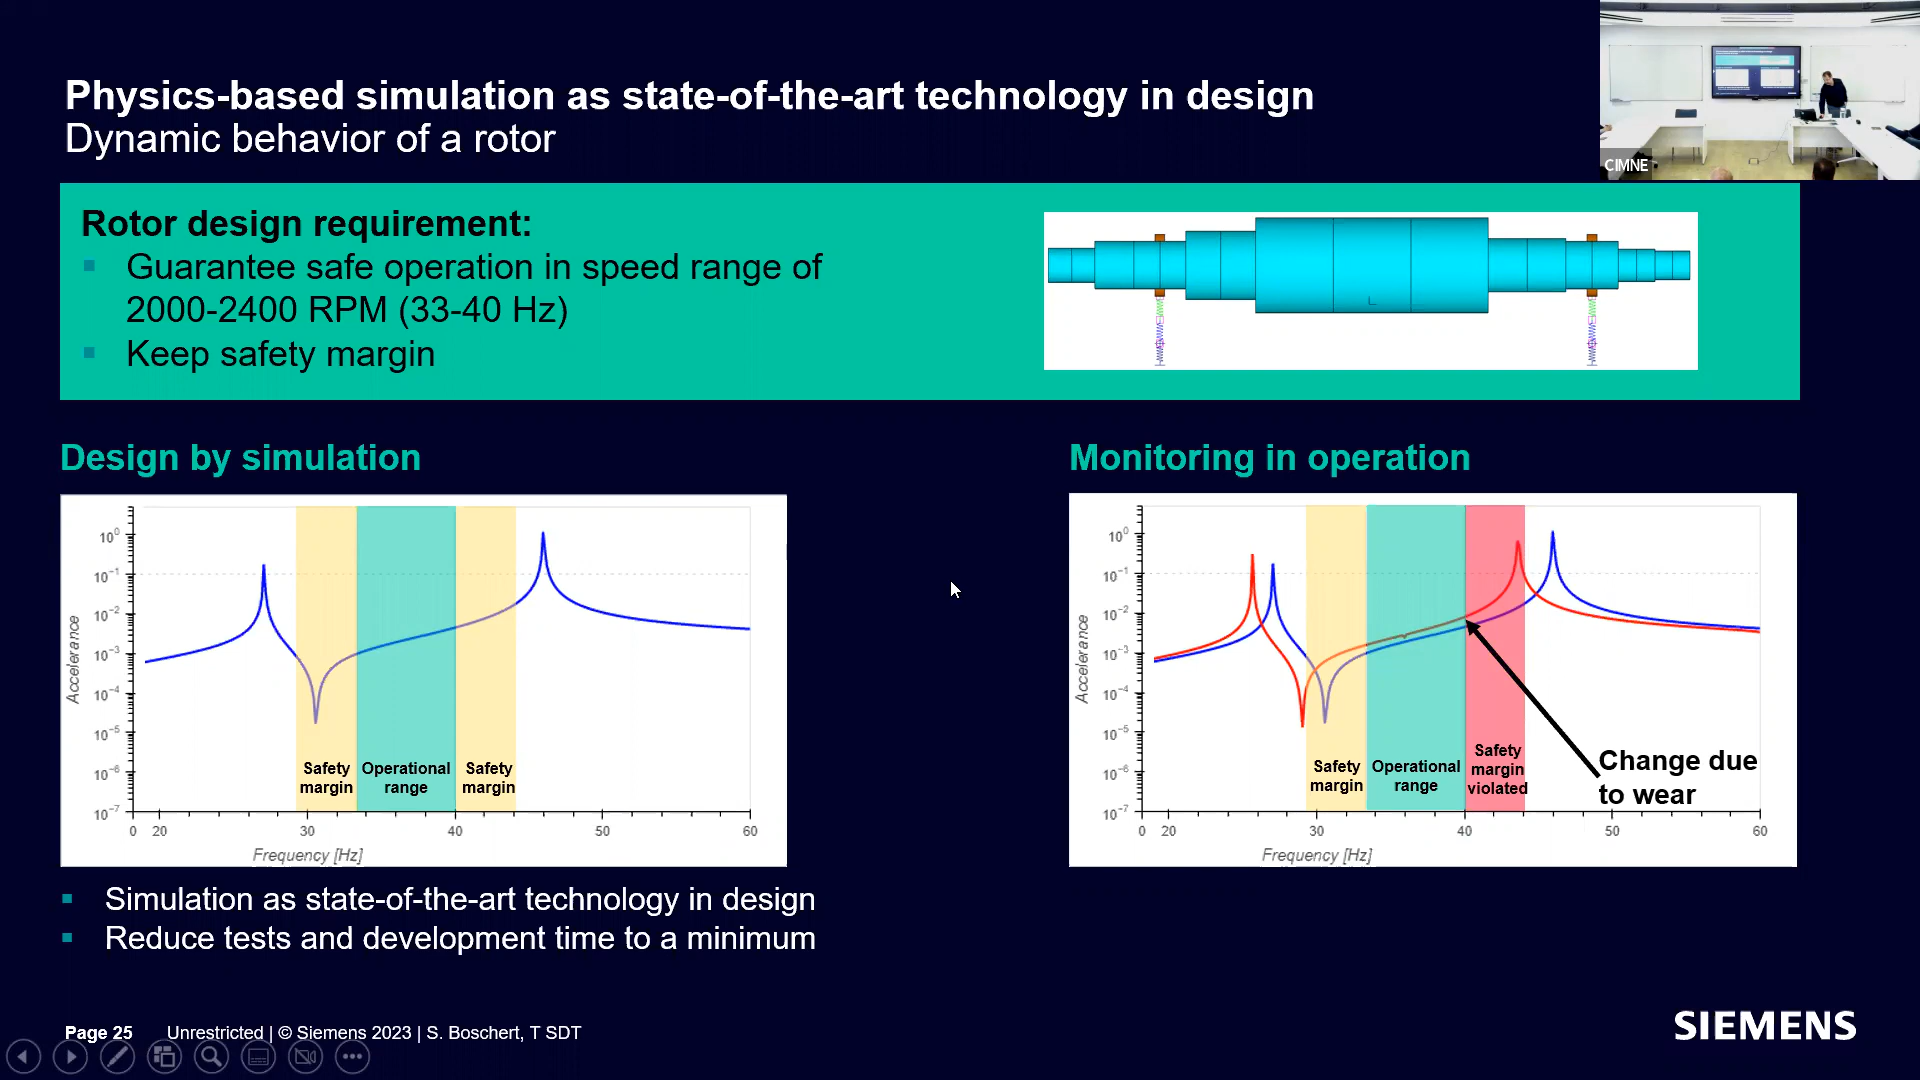 Physics-based simulation as state-of-the-art technology in design
Dynamic behavior of a rotor
CIMNE
Rotor design requirement:
Guarantee safe operation in speed range of
2000-2400 RPM (33-40 Hz)
Keep safety margin
Design by simulation
Monitoring in operation
10^0
10^-1
10^-2
10^-3
10^-4
10^-5
10^-6
10^-7
Accelerance
Safety margin
Operational range
Safety margin
0 20 30 40 50 60
Frequency [Hz]
10^0
10^-1
10^-2
10^-3
10^-4
10^-5
10^-6
10^-7
Accelerance
Safety margin
Operational range
Safety margin violated
Change due
to wear
0 20 30 40 50 60
Frequency [Hz]
Simulation as state-of-the-art technology in design
Reduce tests and development time to a minimum
Page 25 Unrestricted | © Siemens 2023 | S. Boschert, T SDT
SIEMENS